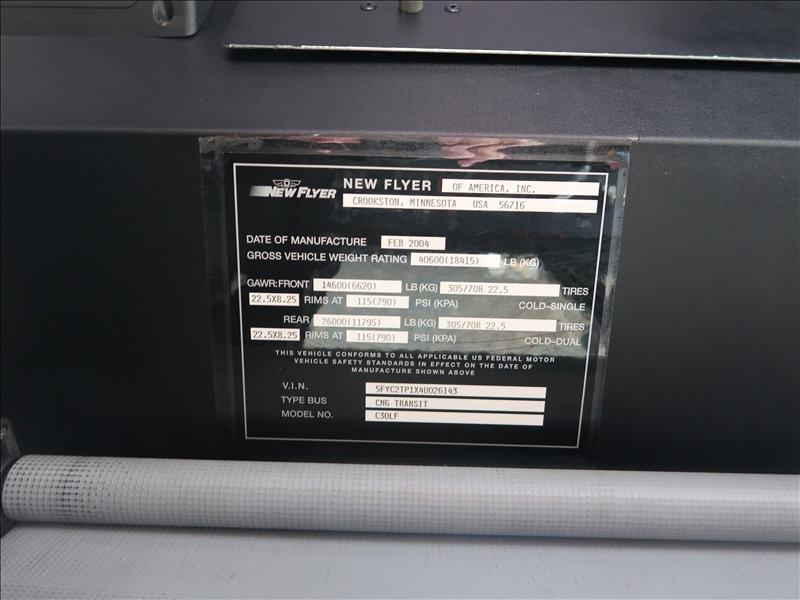 NEW FLYER NEW FLYER OF AMERICA, INC.
CROOKSTON, MINNESOTA USA 56716
DATE OF MANUFACTURE FEB 2004
GROSS VEHICLE WEIGHT RATING 40600(18415) LB (KG)
GAWR: FRONT 14600(6620) LB (KG) 305/70R 22.5 TIRES
22.5X8.25 RIMS AT 115(790) PSI (KPA) COLD-SINGLE
REAR 26000(11795) LB (KG) 305/70R 22.5 TIRES
22.5X8.25 RIMS AT 115(790) PSI (KPA) COLD-DUAL
THIS VEHICLE CONFORMS TO ALL APPLICABLE US FEDERAL MOTOR
VEHICLE SAFETY STANDARDS IN EFFECT ON THE DATE OF
MANUFACTURE SHOWN ABOVE
V.I.N. 5FYC2TP1X4U026143
TYPE BUS CNG TRANSIT
MODEL NO. C30LF